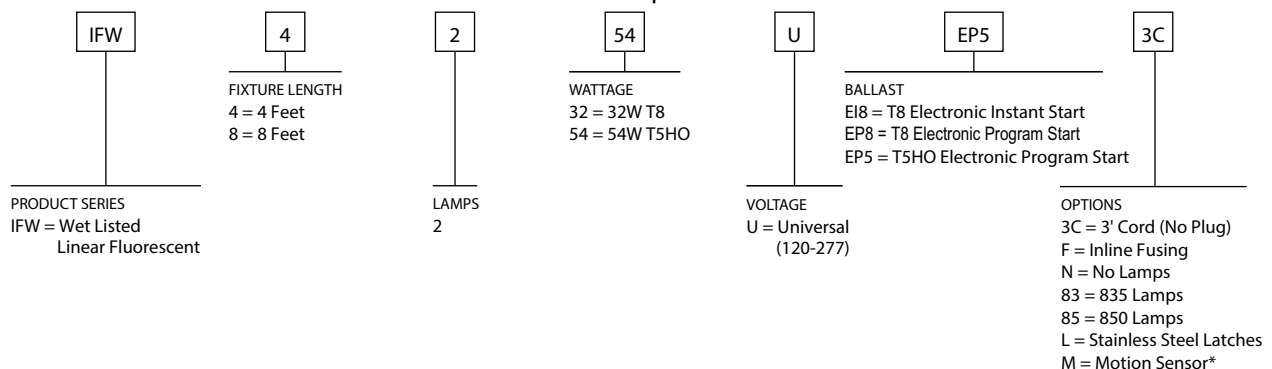 IFW 4 2 54 U EP5 3C
FIXTURE LENGTH
4 = 4 Feet
8 = 8 Feet
WATTAGE
32 = 32W T8
54 = 54W T5HO
BALLAST
EI8 = T8 Electronic Instant Start
EP8 = T8 Electronic Program Start
EP5 = T5HO Electronic Program Start
PRODUCT SERIES
IFW = Wet Listed
Linear Fluorescent
LAMPS
2
VOLTAGE
U = Universal
(120-277)
OPTIONS
3C = 3' Cord (No Plug)
F = Inline Fusing
N = No Lamps
83 = 835 Lamps
85 = 850 Lamps
L = Stainless Steel Latches
M = Motion Sensor*